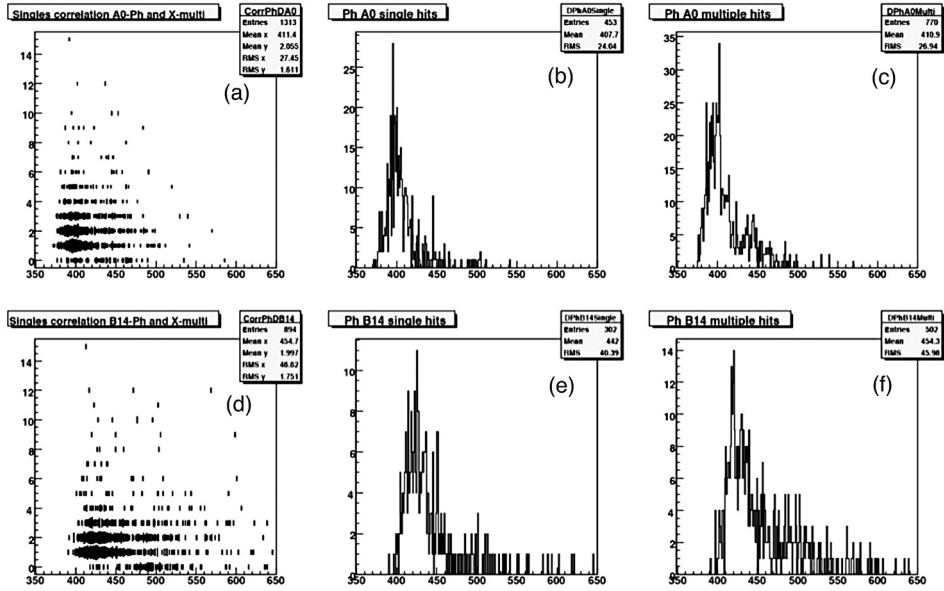 Singles correlation A0-Ph and X-multi
CorrPhDA0
Entries 1313
Mean x 411.4
Mean y 2.055
RMS x 27.45
RMS y 1.611
(a)
14
12
10
8
6
4
2
0
350 400 450 500 550 600 650
Ph A0 single hits
DPhA0Single
Entries 453
Mean 407.7
RMS 24.04
(b)
25
20
15
10
5
350 400 450 500 550 600 650
Ph A0 multiple hits
DPhA0Multi
Entries 770
Mean 410.9
RMS 26.94
(c)
35
30
25
20
15
10
5
0
350 400 450 500 550 600 650
Singles correlation B14-Ph and X-multi
CorrPhDB14
Entries 894
Mean x 454.7
Mean y 1.997
RMS x 46.62
RMS y 1.751
(d)
14
12
10
8
6
4
2
0
350 400 450 500 550 600 650
Ph B14 single hits
DPhB14Single
Entries 302
Mean 442
RMS 40.39
(e)
10
8
6
4
2
350 400 450 500 550 600 650
Ph B14 multiple hits
DPhB14Multi
Entries 502
Mean 454.3
RMS 45.98
(f)
14
12
10
8
6
4
2
0
350 400 450 500 550 600 650